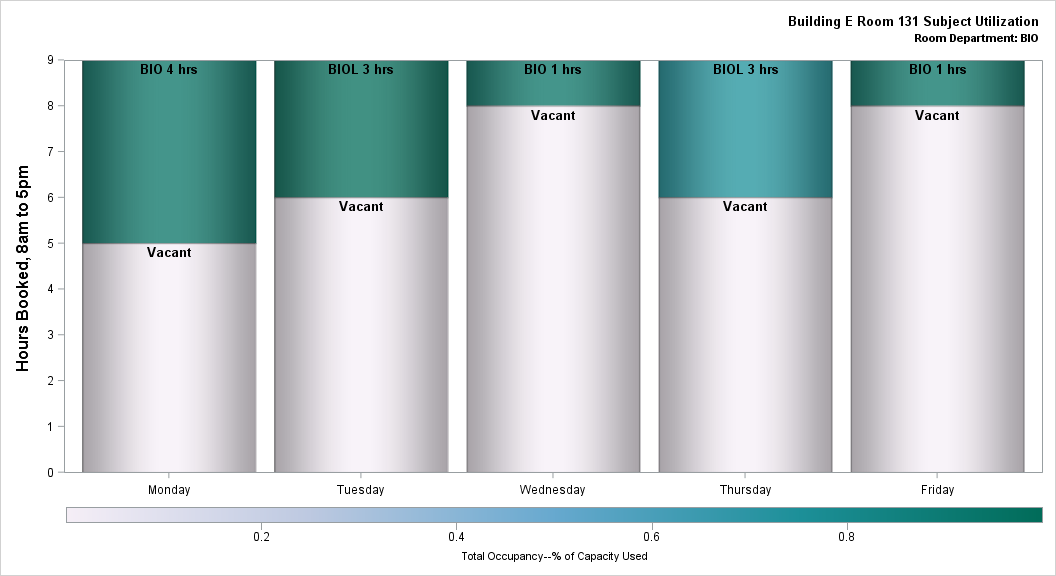 Building E Room 131 Subject Utilization
Room Department: BIO
Hours Booked, 8am to 5pm
9
8
7
6
5
4
3
2
1
0
BIO 4 hrs
Vacant
BIOL 3 hrs
Vacant
BIO 1 hrs
Vacant
BIOL 3 hrs
Vacant
BIO 1 hrs
Vacant
Monday Tuesday Wednesday Thursday Friday
0.2 0.4 0.6 0.8
Total Occupancy--% of Capacity Used